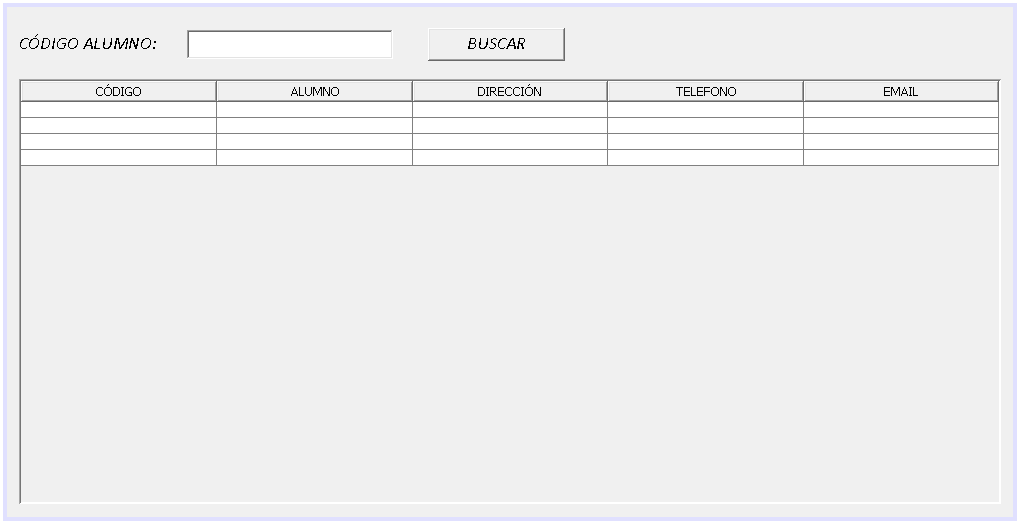 CÓDIGO ALUMNO: BUSCAR
CÓDIGO ALUMNO DIRECCIÓN TELEFONO EMAIL